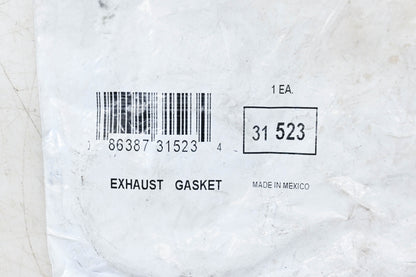 1 EA.
31 523
86387 31523 4
EXHAUST GASKET
MADE IN MEXICO